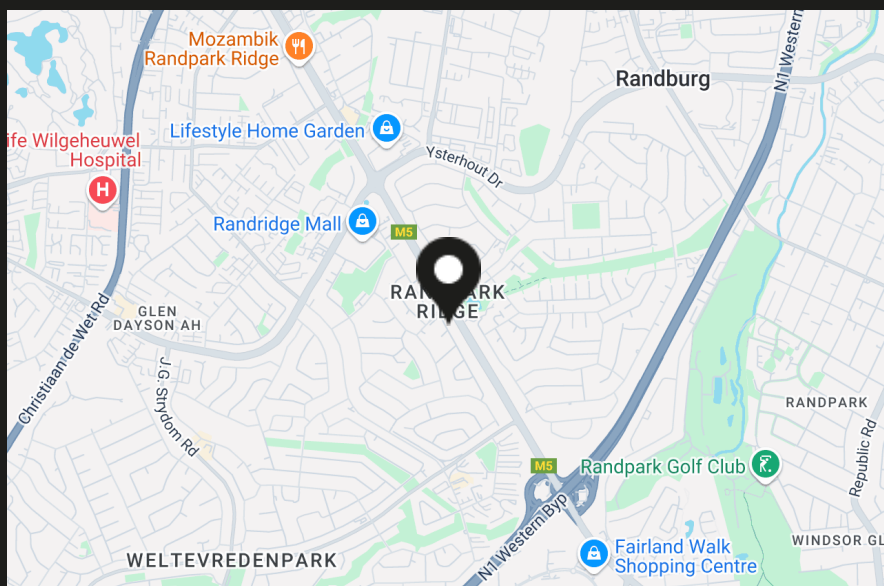 Mozambik
Randpark Ridge
Randburg
N1 Western
Lifestyle Home Garden
ife Wilgeheuwel
Hospital
H
Ysterhout Dr
Randridge Mall
M5
RANDPARK
RIDGE
GLEN
DAYSON AH
Christiaan de Wet Rd
J.G. Strydom Rd
RANDPARK
Republic Rd
M5
Randpark Golf Club
N1 Western Byp
WINDSOR GL
WELTEVREDENPARK
Fairland Walk
Shopping Centre